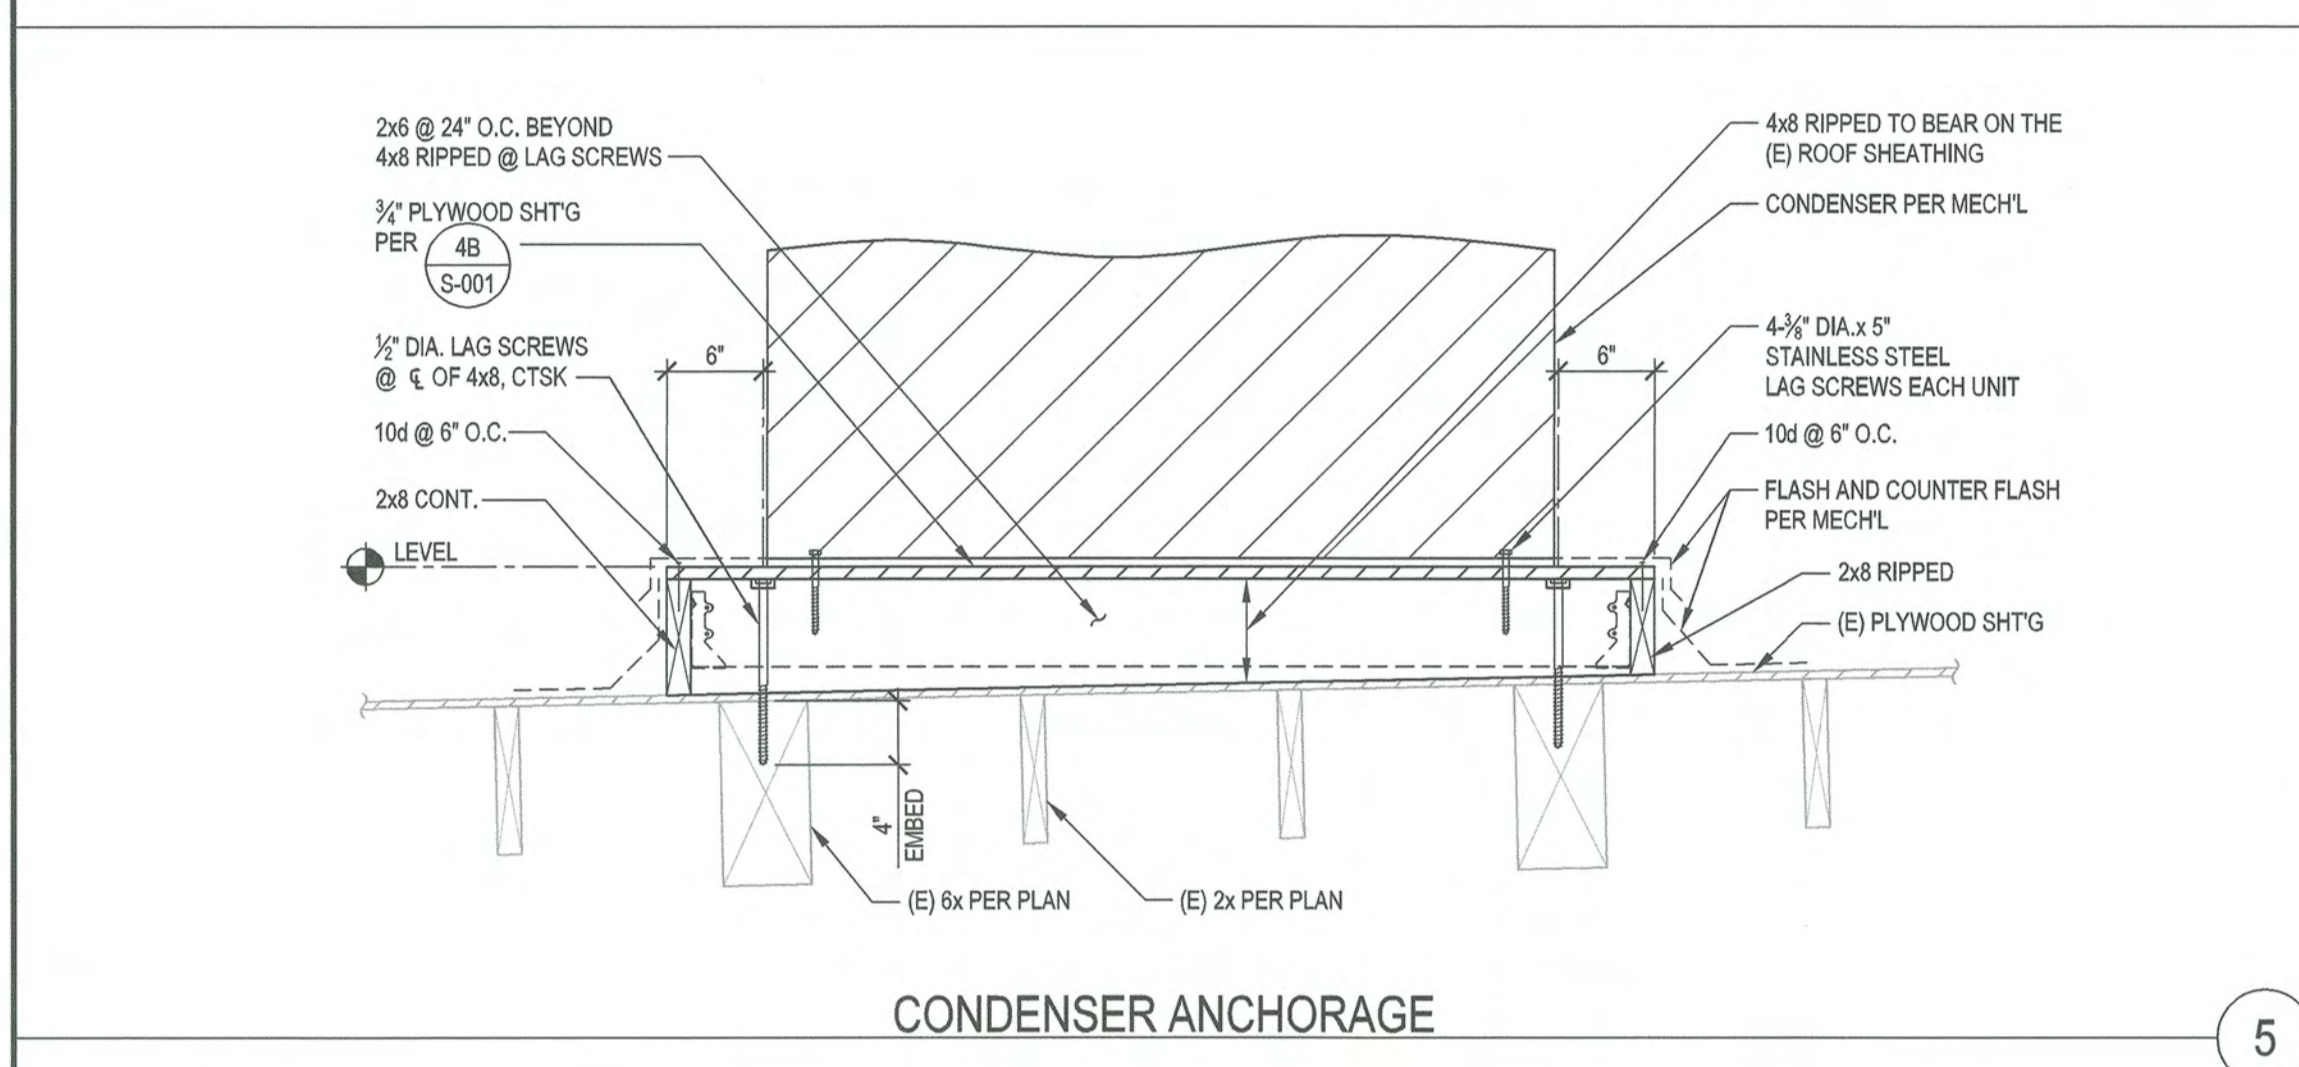 2x6 @ 24" O.C. BEYOND
4x8 RIPPED @ LAG SCREWS
¾" PLYWOOD SHT'G
PER 4B
S-001
½" DIA. LAG SCREWS
@ ℄ OF 4x8, CTSK
10d @ 6" O.C.
2x8 CONT.
LEVEL
6"
6"
4x8 RIPPED TO BEAR ON THE
(E) ROOF SHEATHING
CONDENSER PER MECH'L
4-⅜" DIA.x 5"
STAINLESS STEEL
LAG SCREWS EACH UNIT
10d @ 6" O.C.
FLASH AND COUNTER FLASH
PER MECH'L
2x8 RIPPED
(E) PLYWOOD SHT'G
4"
EMBED
(E) 6x PER PLAN
(E) 2x PER PLAN
CONDENSER ANCHORAGE
5